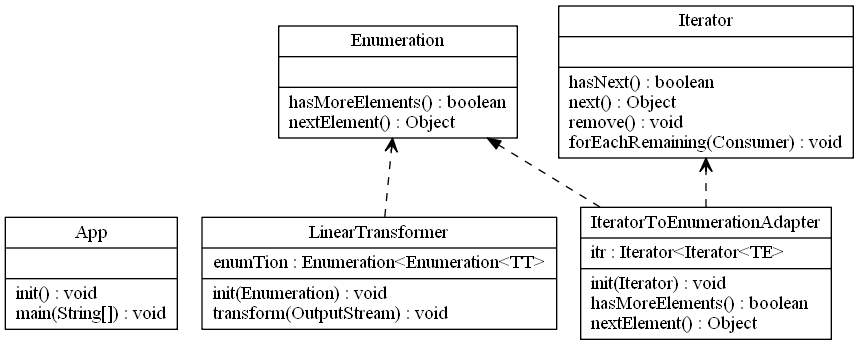 Enumeration
hasMoreElements() : boolean
nextElement() : Object
Iterator
hasNext() : boolean
next() : Object
remove() : void
forEachRemaining(Consumer) : void
App
init() : void
main(String[]) : void
LinearTransformer
enumTion : Enumeration<Enumeration<TT>
init(Enumeration) : void
transform(OutputStream) : void
IteratorToEnumerationAdapter
itr : Iterator<Iterator<TE>
init(Iterator) : void
hasMoreElements() : boolean
nextElement() : Object